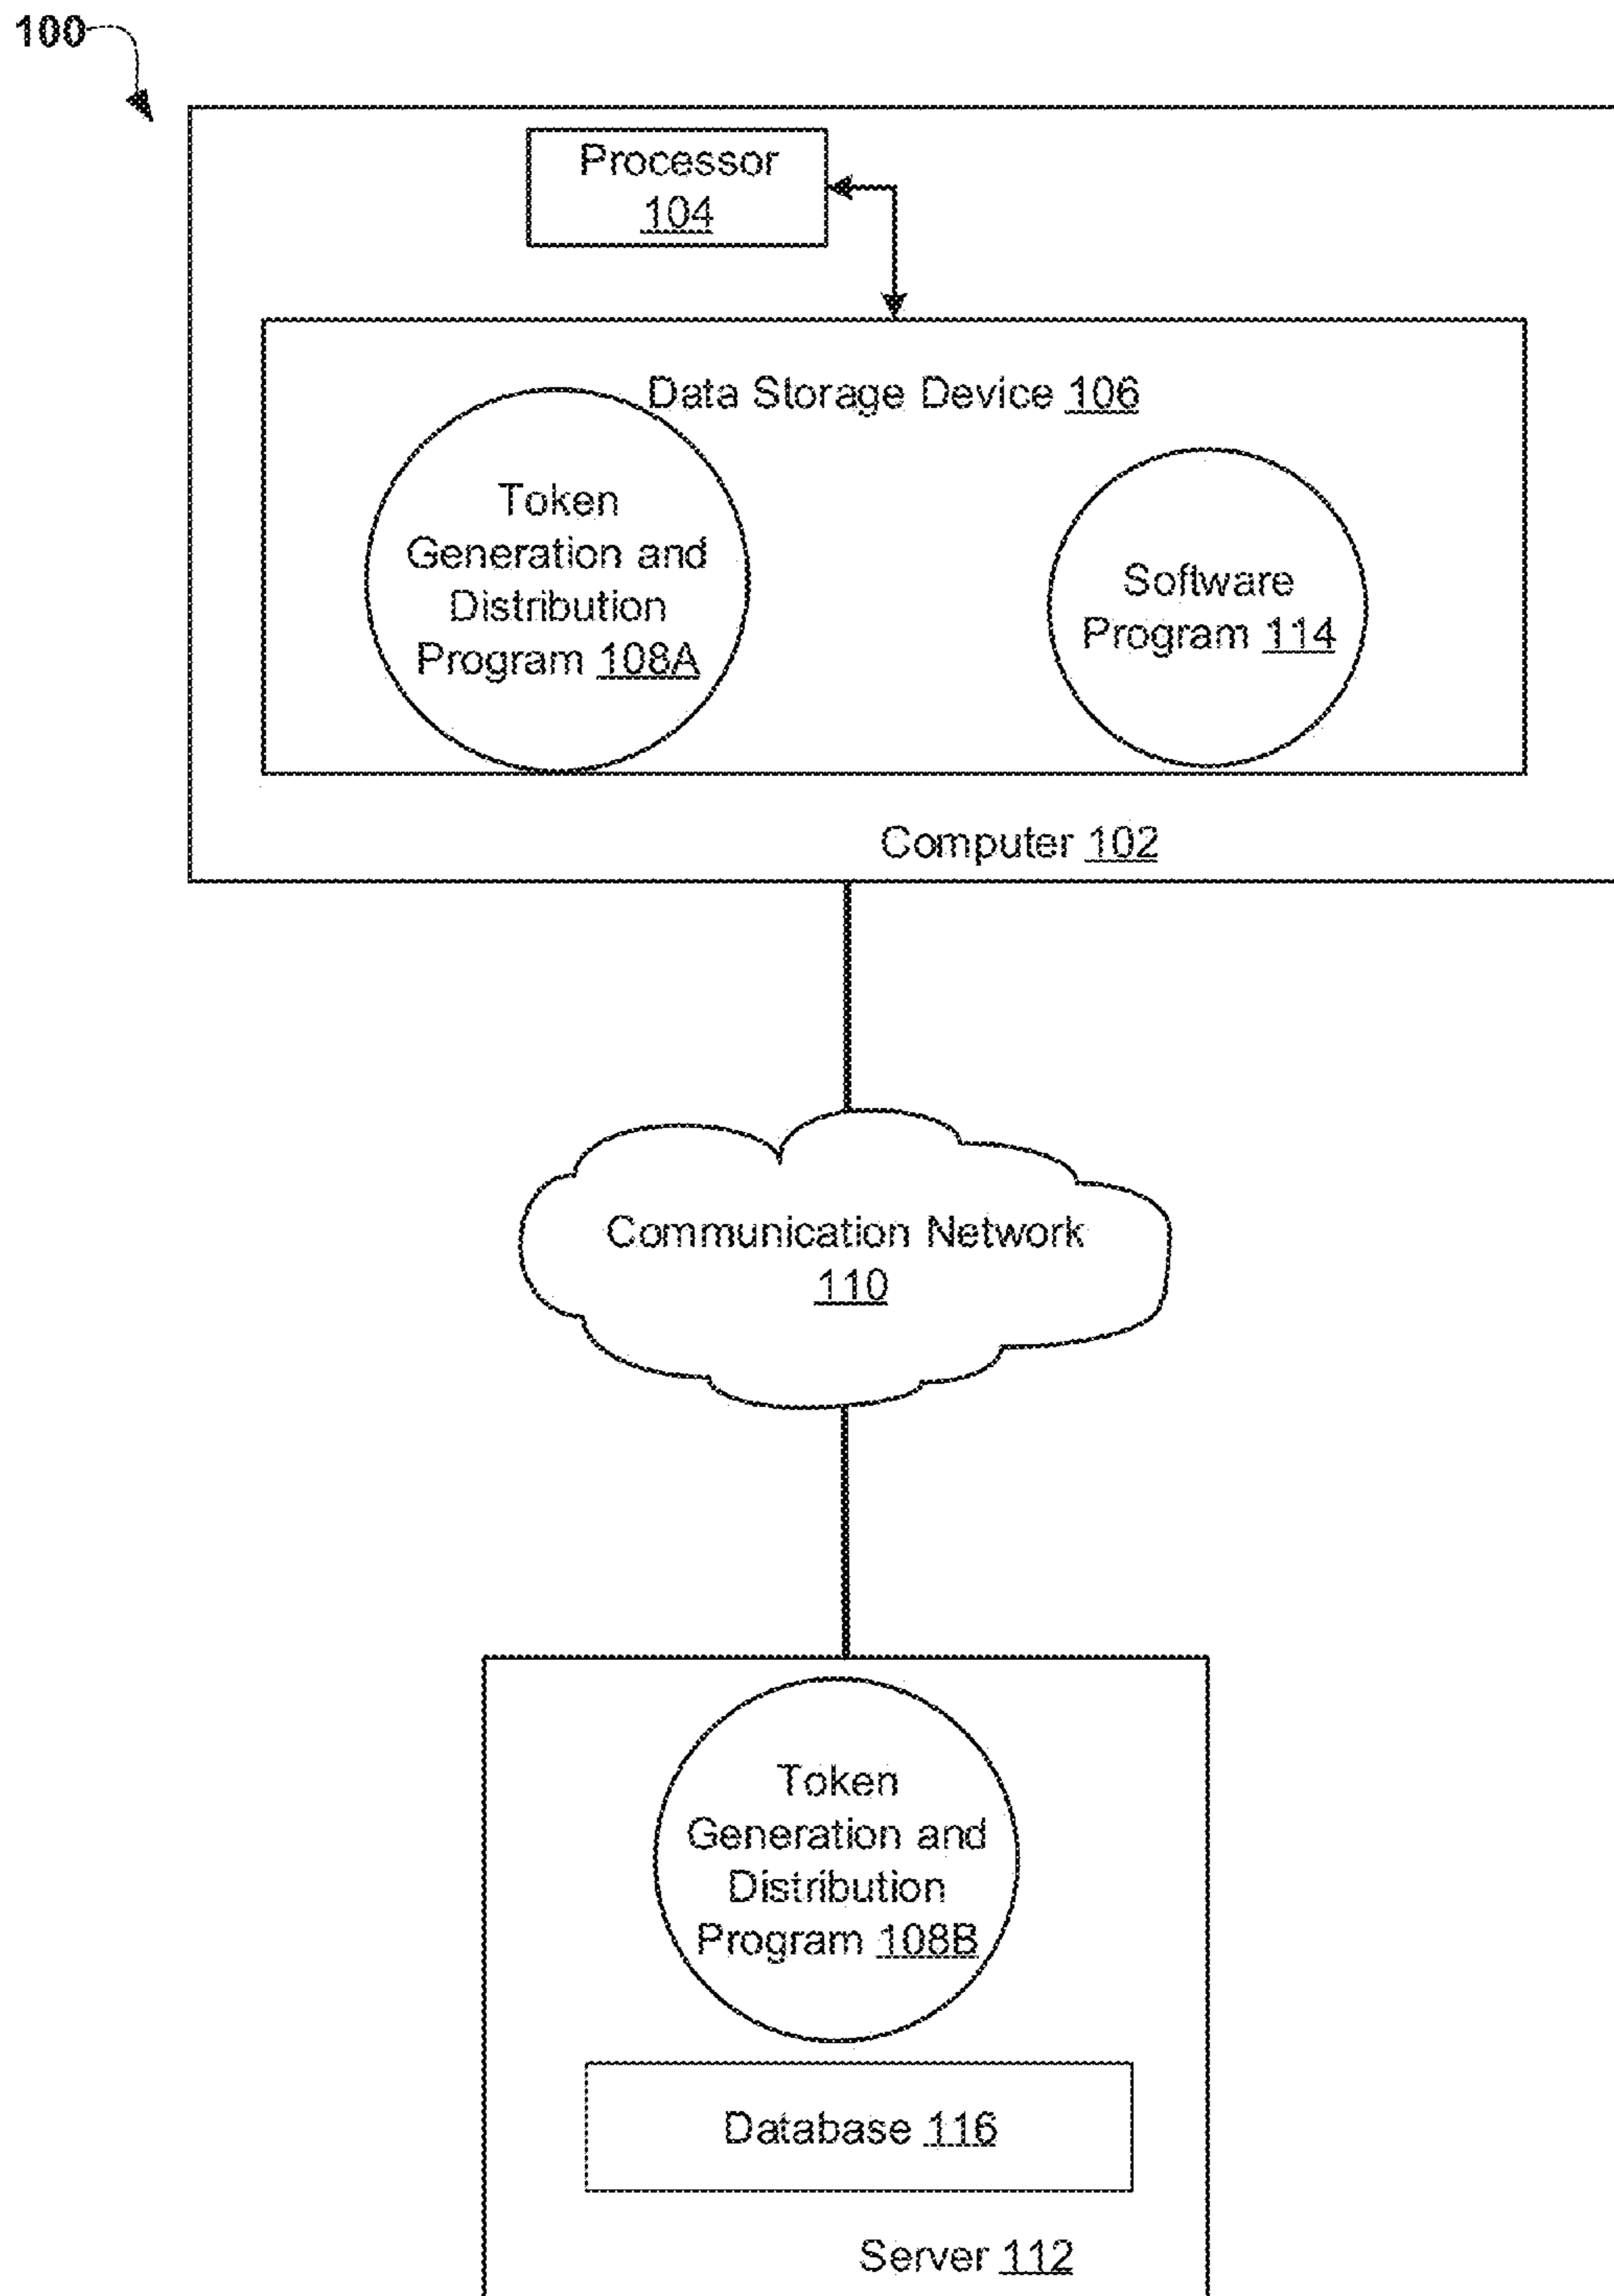 100
Processor
104
Data Storage Device 106
Token
Generation and
Distribution
Program 108A
Software
Program 114
Computer 102
Communication Network
110
Token
Generation and
Distribution
Program 108B
Database 116
Server 112